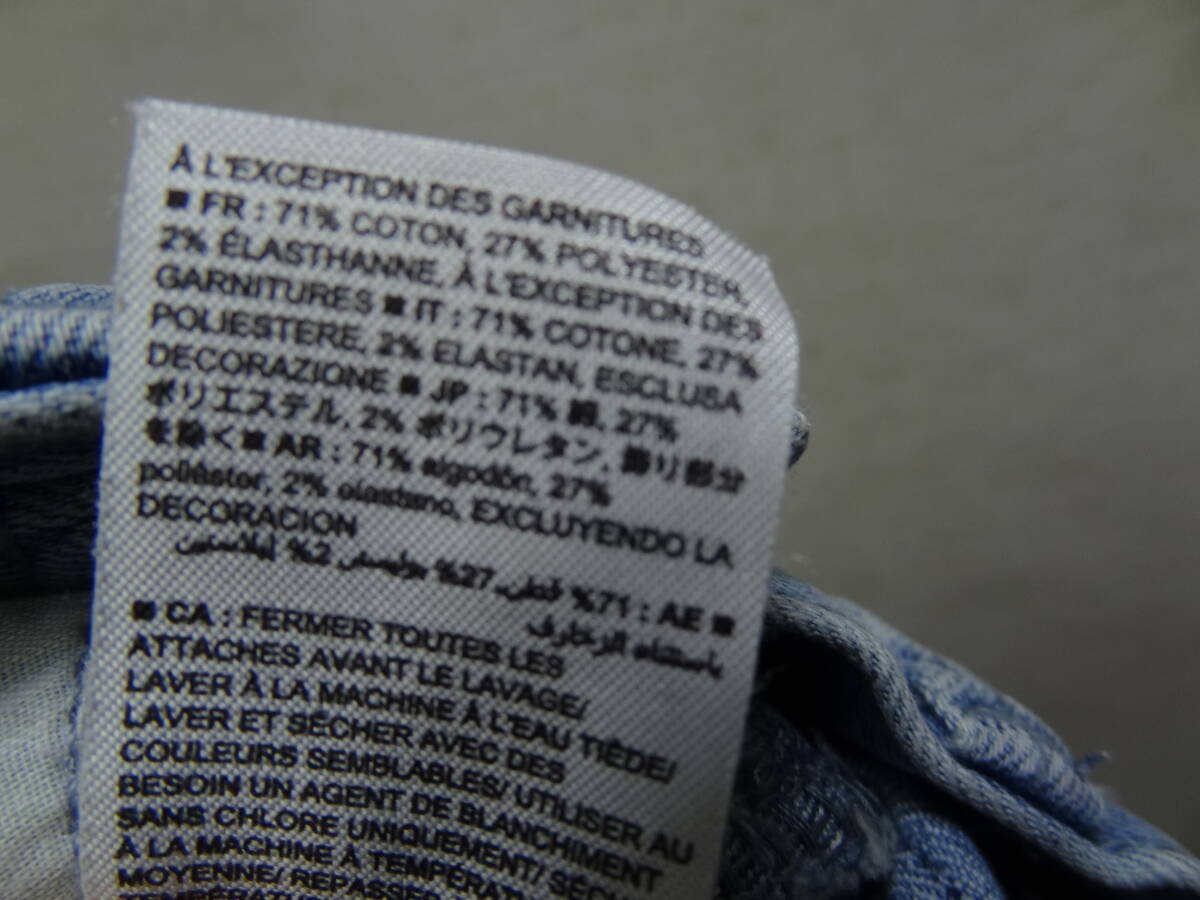 À L'EXCEPTION DES GARNITURES
■ FR : 71% COTON, 27% POLYESTER,
2% ÉLASTHANNE, À L'EXCEPTION DES
GARNITURES ■ IT : 71% COTONE, 27%
POLIESTERE, 2% ELASTAN, ESCLUSA
DECORAZIONE ■ JP : 71% 綿, 27%
ポリエステル, 2% ポリウレタン, 飾り部分
を除く ■ AR : 71% algodón, 27%
poliéster, 2% elastano, EXCLUYENDO LA
DECORACION
■ AE : 71% قطن, 27% بوليستر, 2% إيلاستين
باستثناء الزخارف
■ CA : FERMER TOUTES LES
ATTACHES AVANT LE LAVAGE/
LAVER À LA MACHINE À L'EAU TIÈDE/
LAVER ET SÉCHER AVEC DES
COULEURS SEMBLABLES/ UTILISER AU
BESOIN UN AGENT DE BLANCHIMENT
SANS CHLORE UNIQUEMENT/ SÉCH
À LA MACHINE À TEMPÉRAT
MOYENNE/ REPASSER
TEMPÉRATU